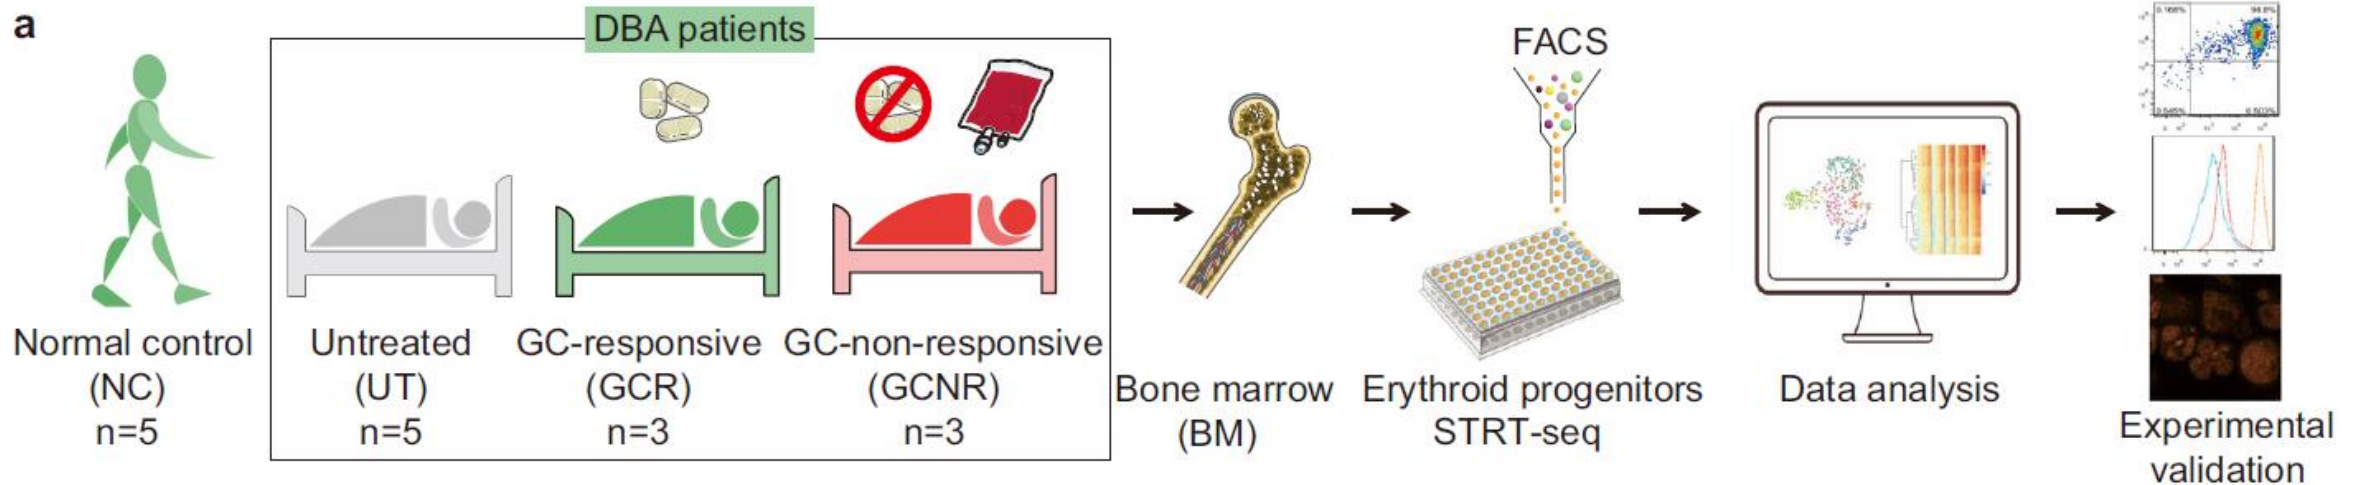 a
DBA patients
FACS
Normal control
(NC)
n=5
Untreated
(UT)
n=5
GC-responsive
(GCR)
n=3
GC-non-responsive
(GCNR)
n=3
Bone marrow
(BM)
Erythroid progenitors
STRT-seq
Data analysis
Experimental
validation